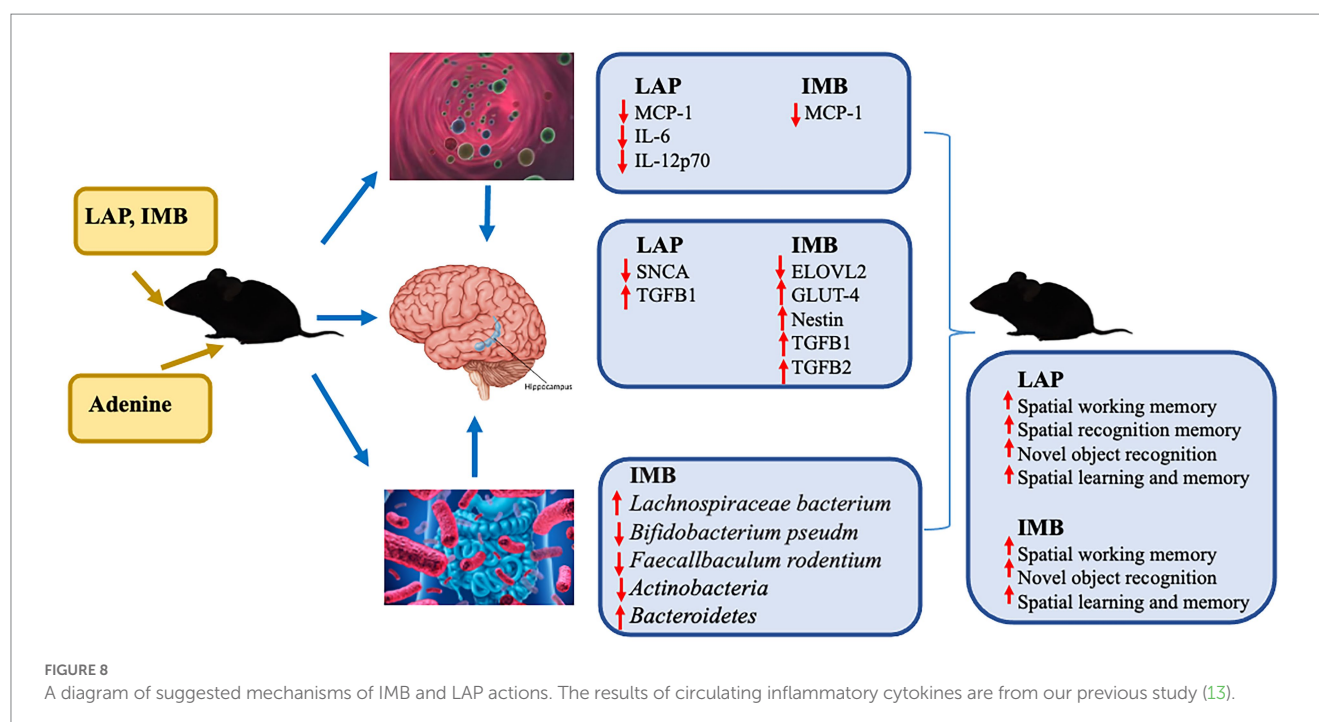 LAP, IMB
Adenine
Hippocampus
LAP
MCP-1
IL-6
IL-12p70
IMB
MCP-1
LAP
SNCA
TGFB1
IMB
ELOVL2
GLUT-4
Nestin
TGFB1
TGFB2
IMB
Lachnospiraceae bacterium
Bifidobacterium pseudm
Faecallbaculum rodentium
Actinobacteria
Bacteroidetes
LAP
Spatial working memory
Spatial recognition memory
Novel object recognition
Spatial learning and memory
IMB
Spatial working memory
Novel object recognition
Spatial learning and memory
FIGURE 8
A diagram of suggested mechanisms of IMB and LAP actions. The results of circulating inflammatory cytokines are from our previous study (13).